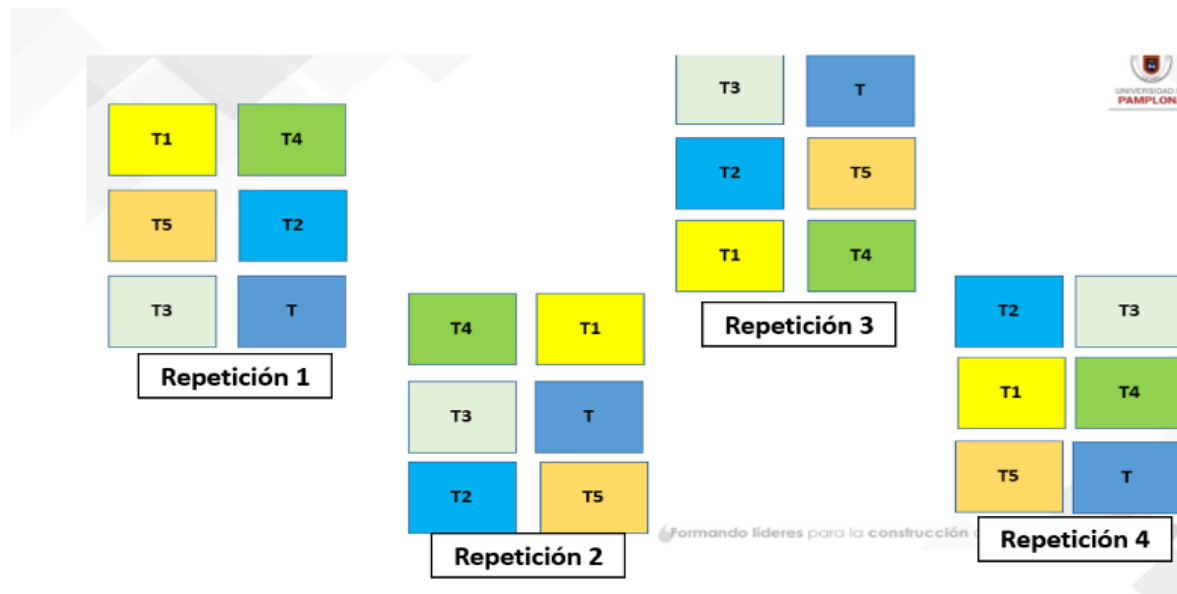 T1 T4
T5 T2
T3 T
Repetición 1
T4 T1
T3 T
T2 T5
Repetición 2
T3 T
T2 T5
T1 T4
Repetición 3
T2 T3
T1 T4
T5 T
Repetición 4
UNIVERSIDAD
PAMPLON
Formando líderes para la construcción